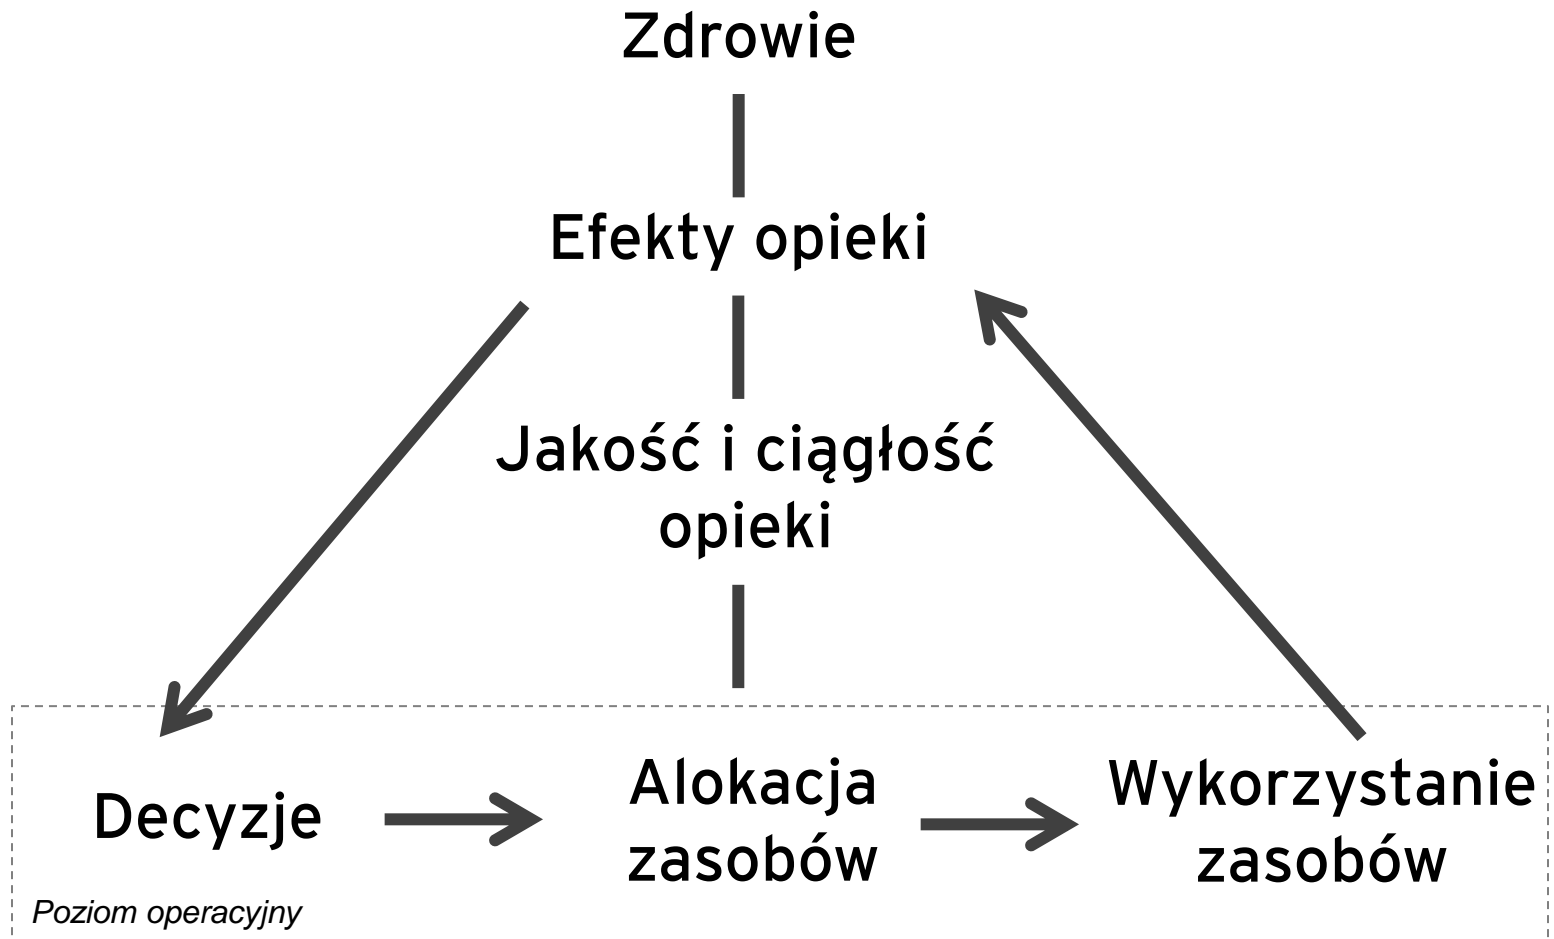 Zdrowie
Efekty opieki
Jakość i ciągłość
opieki
Decyzje
Alokacja
zasobów
Wykorzystanie
zasobów
Poziom operacyjny